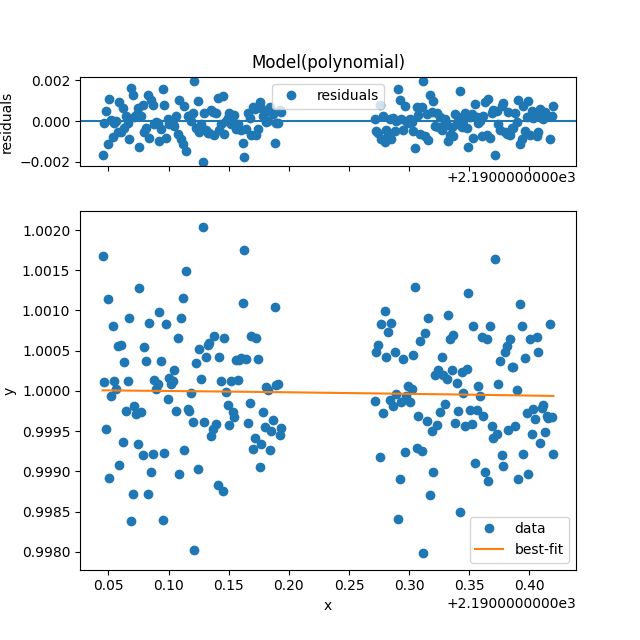 Model(polynomial)
0.002
0.000
−0.002
residuals
residuals
+2.1900000000e3
1.0020
1.0015
1.0010
1.0005
1.0000
0.9995
0.9990
0.9985
0.9980
y
data
best-fit
0.05 0.10 0.15 0.20 0.25 0.30 0.35 0.40
x
+2.1900000000e3